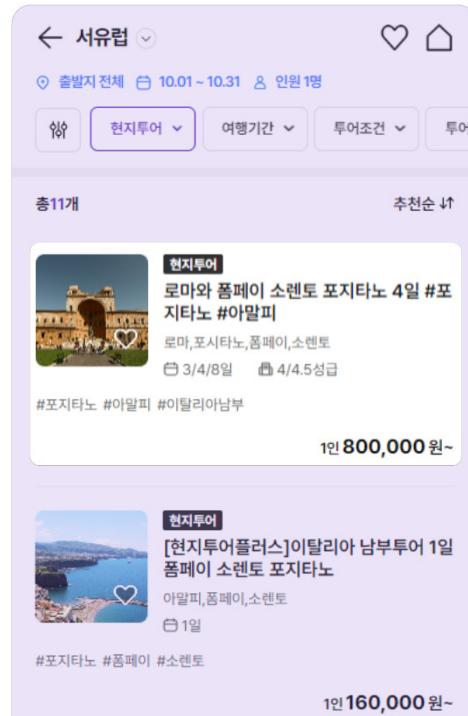 서유럽
출발지 전체 10.01 ~ 10.31 인원 1명
현지투어 여행기간 투어조건 투어
총11개 추천순
현지투어
로마와 폼페이 소렌토 포지타노 4일 #포
지타노 #아말피
로마,포시타노,폼페이,소렌토
3/4/8일 4/4.5성급
#포지타노 #아말피 #이탈리아남부
1인 800,000 원~
현지투어
[현지투어플러스]이탈리아 남부투어 1일
폼페이 소렌토 포지타노
아말피,폼페이,소렌토
1일
#포지타노 #폼페이 #소렌토
1인 160,000 원~